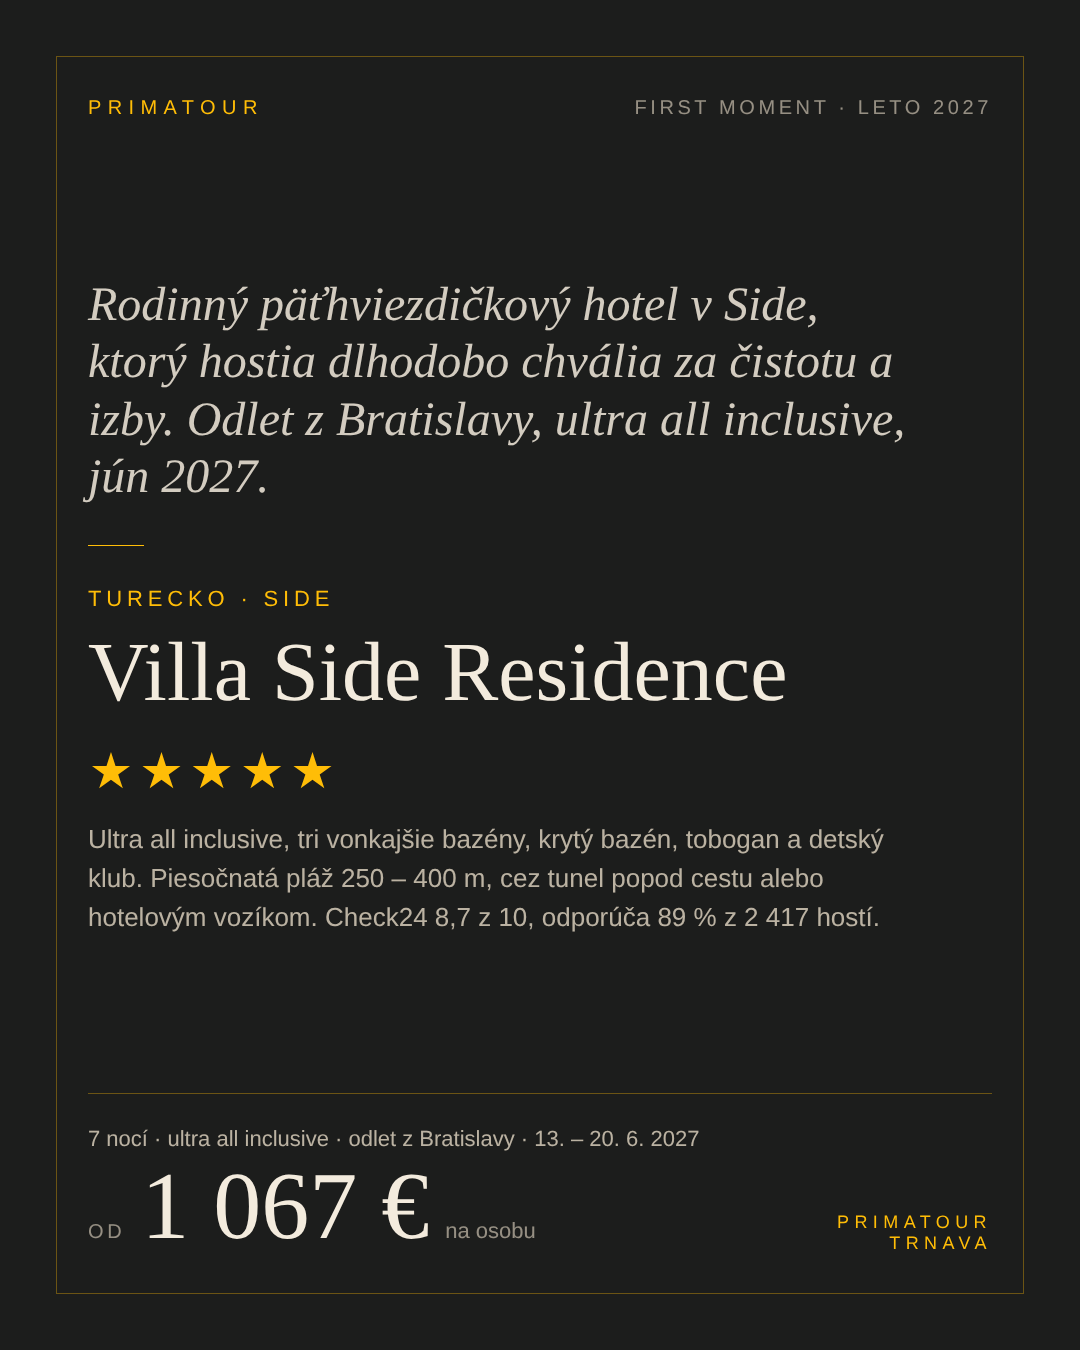 PRIMATOUR
FIRST MOMENT · LETO 2027
Rodinný päťhviezdičkový hotel v Side,
ktorý hostia dlhodobo chvália za čistotu a
izby. Odlet z Bratislavy, ultra all inclusive,
jún 2027.
TURECKO · SIDE
Villa Side Residence
★★★★★
Ultra all inclusive, tri vonkajšie bazény, krytý bazén, tobogan a detský
klub. Piesočnatá pláž 250 – 400 m, cez tunel popod cestu alebo
hotelovým vozíkom. Check24 8,7 z 10, odporúča 89 % z 2 417 hostí.
7 nocí · ultra all inclusive · odlet z Bratislavy · 13. – 20. 6. 2027
OD 1 067 € na osobu
PRIMATOUR
TRNAVA